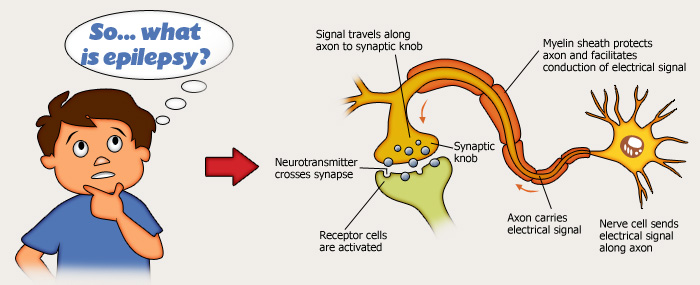 So... what
is epilepsy?
Signal travels along
axon to synaptic knob
Myelin sheath protects
axon and facilitates
conduction of electrical signal
Synaptic
knob
Neurotransmitter
crosses synapse
Receptor cells
are activated
Axon carries
electrical signal
Nerve cell sends
electrical signal
along axon